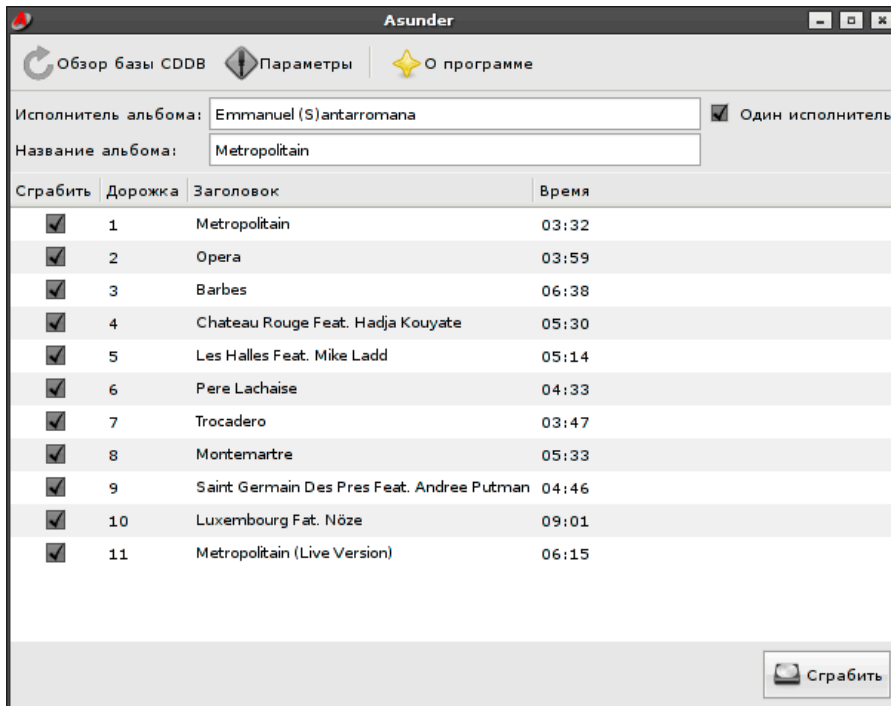 Asunder
Обзор базы CDDB Параметры О программе
Исполнитель альбома: Emmanuel (S)antarromana Один исполнитель
Название альбома: Metropolitain
Сграбить Дорожка Заголовок Время
1 Metropolitain 03:32
2 Opera 03:59
3 Barbes 06:38
4 Chateau Rouge Feat. Hadja Kouyate 05:30
5 Les Halles Feat. Mike Ladd 05:14
6 Pere Lachaise 04:33
7 Trocadero 03:47
8 Montemartre 05:33
9 Saint Germain Des Pres Feat. Andree Putman 04:46
10 Luxembourg Fat. Nöze 09:01
11 Metropolitain (Live Version) 06:15
Сграбить